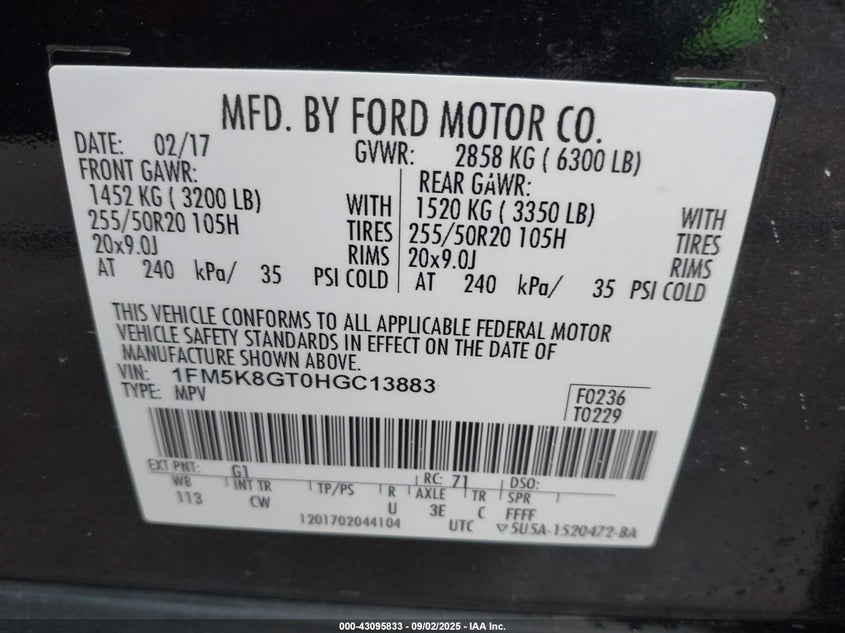 MFD. BY FORD MOTOR CO.
DATE: 02/17 GVWR: 2858 KG ( 6300 LB)
FRONT GAWR: REAR GAWR:
1452 KG ( 3200 LB) WITH 1520 KG ( 3350 LB) WITH
255/50R20 105H TIRES 255/50R20 105H TIRES
20x9.0J RIMS 20x9.0J RIMS
AT 240 kPa/ 35 PSI COLD AT 240 kPa/ 35 PSI COLD
THIS VEHICLE CONFORMS TO ALL APPLICABLE FEDERAL MOTOR
VEHICLE SAFETY STANDARDS IN EFFECT ON THE DATE OF
MANUFACTURE SHOWN ABOVE.
VIN: 1FM5K8GT0HGC13883
TYPE: MPV
F0236
T0229
EXT PNT: G1 RC: 71 DSO:
WB INT TR TP/PS R AXLE TR SPR
113 CW U 3E C FFFF
1201702044104 UTC ▽5U5A-1520472-BA
000-43095833 - 09/02/2025 - IAA Inc.